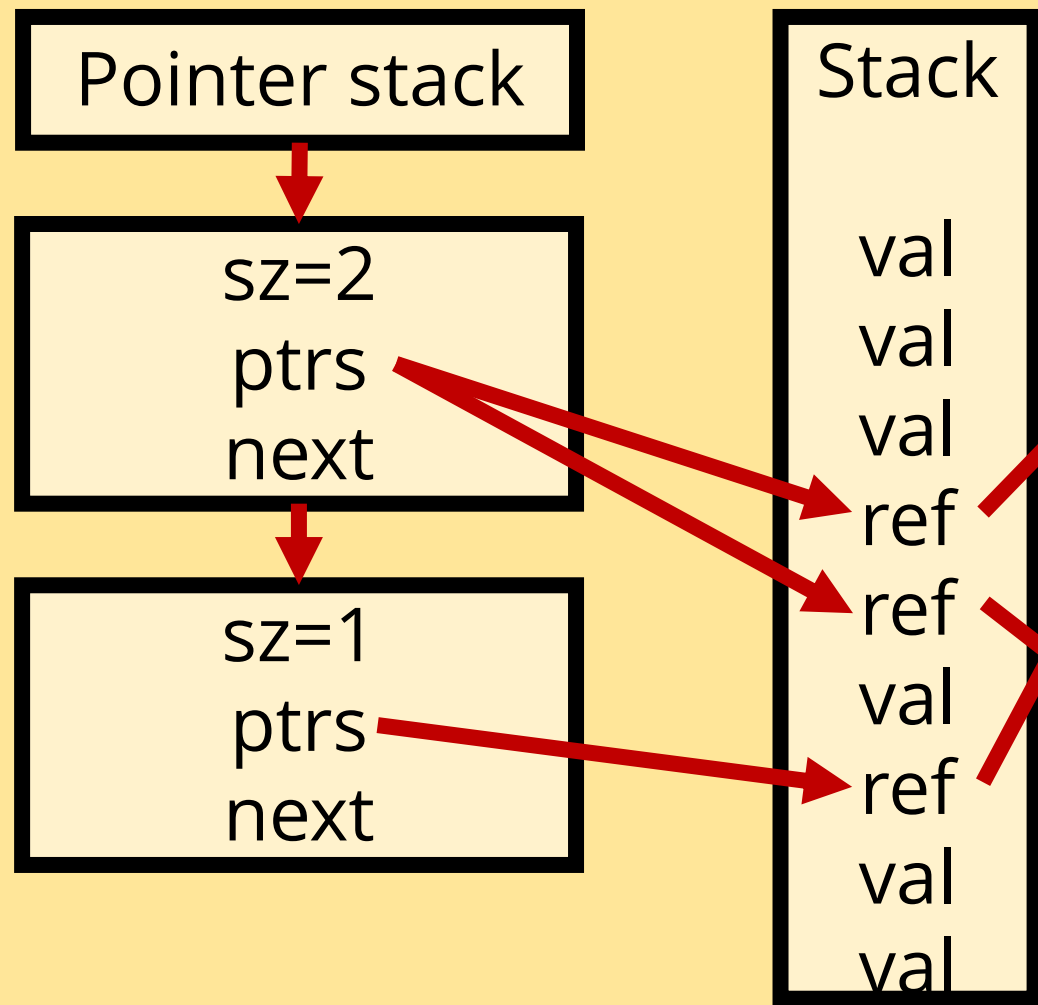 Pointer stack
sz=2
ptrs
next
sz=1
ptrs
next
Stack
val
val
val
ref
ref
val
ref
val
val